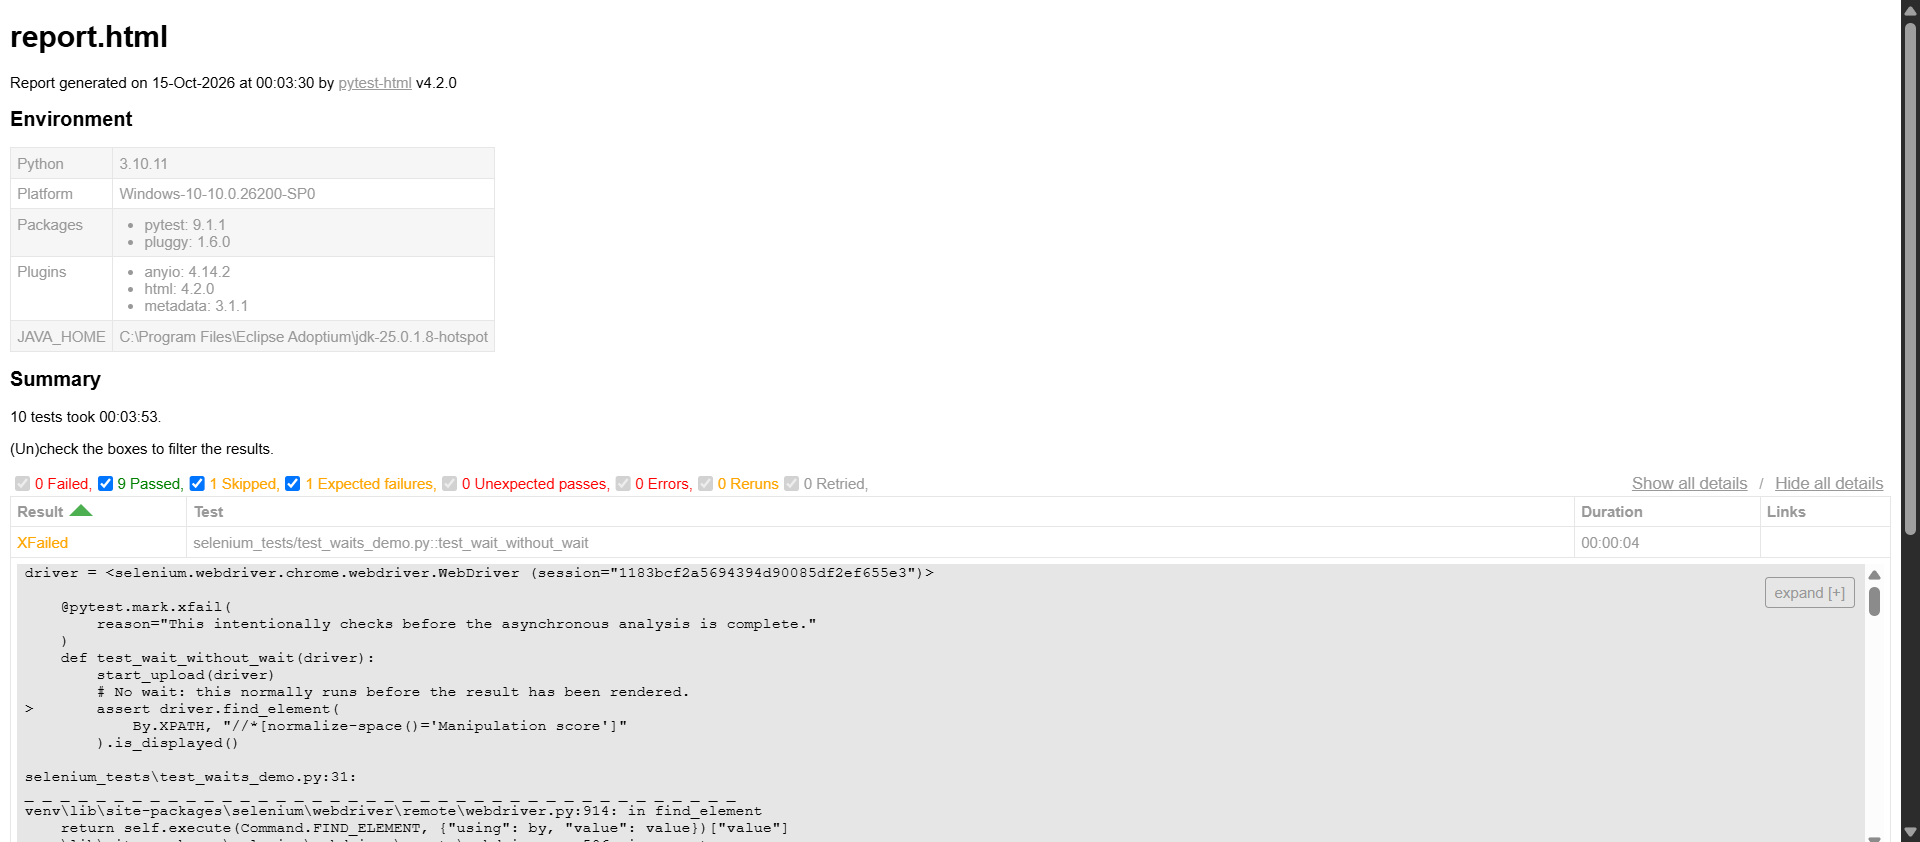 report.html
Report generated on 15-Oct-2026 at 00:03:30 by pytest-html v4.2.0
Environment
Python 3.10.11
Platform Windows-10-10.0.26200-SP0
Packages
pytest: 9.1.1
pluggy: 1.6.0
Plugins
anyio: 4.14.2
html: 4.2.0
metadata: 3.1.1
JAVA_HOME C:\Program Files\Eclipse Adoptium\jdk-25.0.1.8-hotspot
Summary
10 tests took 00:03:53.
(Un)check the boxes to filter the results.
0 Failed, 9 Passed, 1 Skipped, 1 Expected failures, 0 Unexpected passes, 0 Errors, 0 Reruns 0 Retried, Show all details / Hide all details
Result Test Duration Links
XFailed selenium_tests/test_waits_demo.py::test_wait_without_wait 00:00:04
driver = <selenium.webdriver.chrome.webdriver.WebDriver (session="1183bcf2a5694394d90085df2ef655e3")>
expand [+]
@pytest.mark.xfail(
reason="This intentionally checks before the asynchronous analysis is complete."
)
def test_wait_without_wait(driver):
start_upload(driver)
# No wait: this normally runs before the result has been rendered.
> assert driver.find_element(
By.XPATH, "//*[normalize-space()='Manipulation score']"
).is_displayed()
selenium_tests\test_waits_demo.py:31:
_ _ _ _ _ _ _ _ _ _ _ _ _ _ _ _ _ _ _ _ _ _ _ _ _ _ _ _ _ _ _ _ _ _ _ _ _ _ _ _
venv\lib\site-packages\selenium\webdriver\remote\webdriver.py:914: in find_element
return self.execute(Command.FIND_ELEMENT, {"using": by, "value": value})["value"]